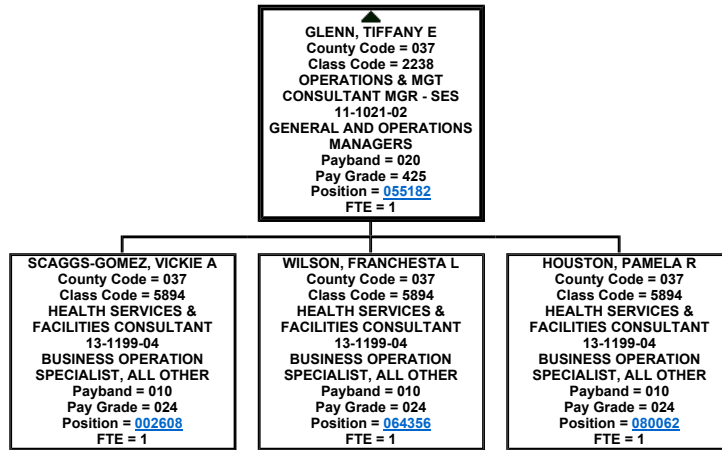 GLENN, TIFFANY E
County Code = 037
Class Code = 2238
OPERATIONS & MGT
CONSULTANT MGR - SES
11-1021-02
GENERAL AND OPERATIONS
MANAGERS
Payband = 020
Pay Grade = 425
Position = 055182
FTE = 1
SCAGGS-GOMEZ, VICKIE A
County Code = 037
Class Code = 5894
HEALTH SERVICES &
FACILITIES CONSULTANT
13-1199-04
BUSINESS OPERATION
SPECIALIST, ALL OTHER
Payband = 010
Pay Grade = 024
Position = 002608
FTE = 1
WILSON, FRANCHESTA L
County Code = 037
Class Code = 5894
HEALTH SERVICES &
FACILITIES CONSULTANT
13-1199-04
BUSINESS OPERATION
SPECIALIST, ALL OTHER
Payband = 010
Pay Grade = 024
Position = 064356
FTE = 1
HOUSTON, PAMELA R
County Code = 037
Class Code = 5894
HEALTH SERVICES &
FACILITIES CONSULTANT
13-1199-04
BUSINESS OPERATION
SPECIALIST, ALL OTHER
Payband = 010
Pay Grade = 024
Position = 080062
FTE = 1